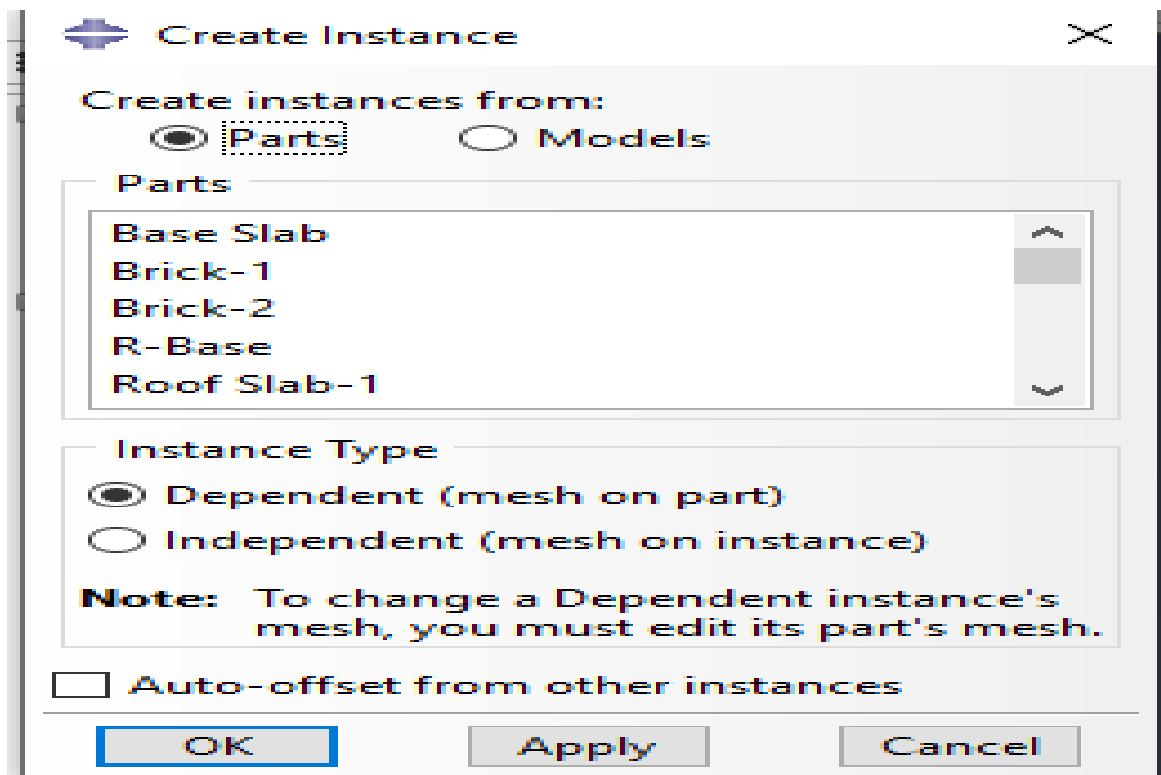 Create Instance
Create instances from:
Parts Models
Parts
Base Slab
Brick-1
Brick-2
R-Base
Roof Slab-1
Instance Type
Dependent (mesh on part)
Independent (mesh on instance)
Note: To change a Dependent instance's
mesh, you must edit its part's mesh.
Auto-offset from other instances
OK Apply Cancel